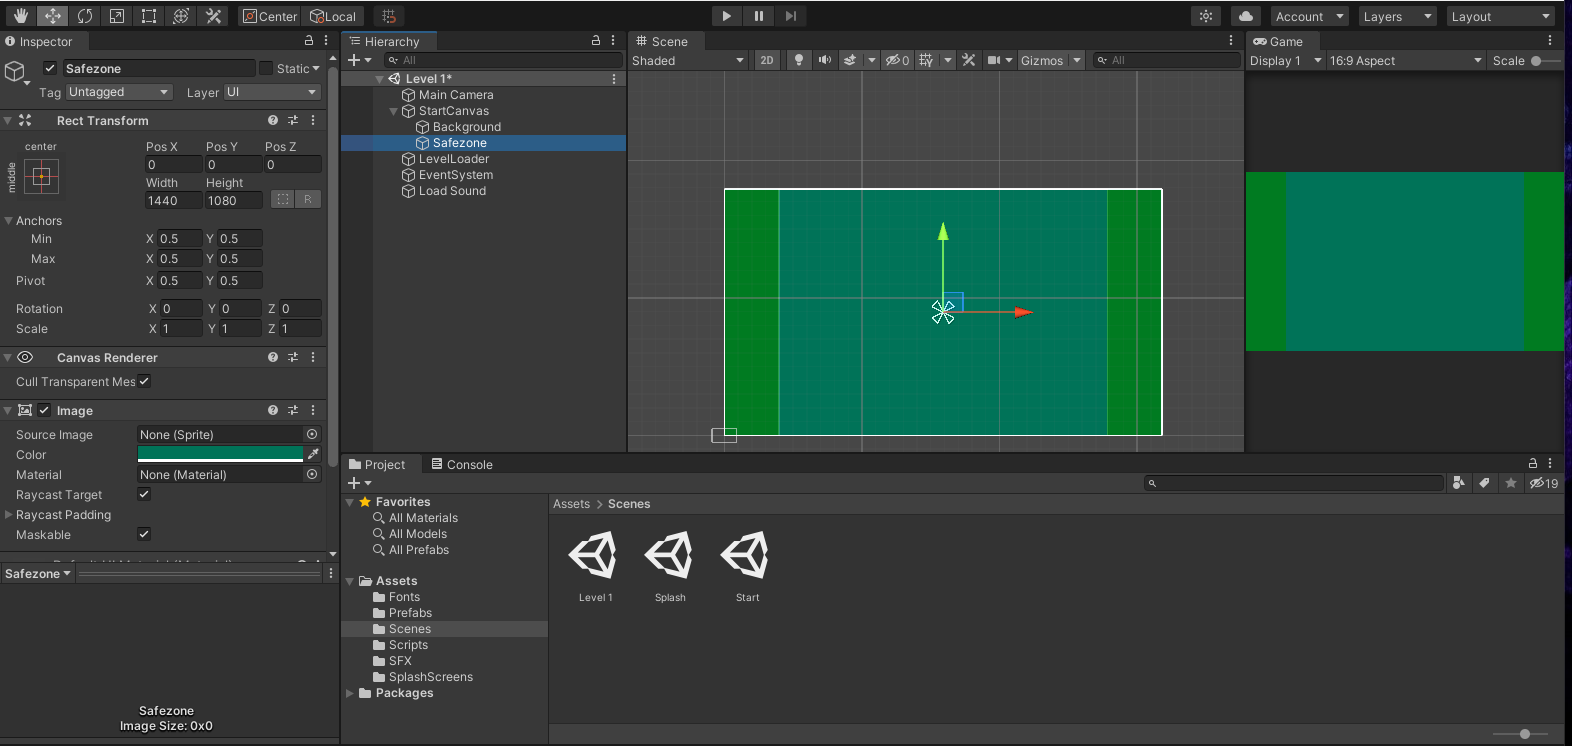 Center Local Account Layers Layout
Inspector
Safezone Static
Tag Untagged Layer UI
Rect Transform
center
middle
Pos X Pos Y Pos Z
0 0 0
Width Height
1440 1080 R
Anchors
Min X 0.5 Y 0.5
Max X 0.5 Y 0.5
Pivot X 0.5 Y 0.5
Rotation X 0 Y 0 Z 0
Scale X 1 Y 1 Z 1
Canvas Renderer
Cull Transparent Mes
Image
Source Image None (Sprite)
Color
Material None (Material)
Raycast Target
Raycast Padding
Maskable
Safezone
Safezone
Image Size: 0x0
Hierarchy
All
Level 1*
Main Camera
StartCanvas
Background
Safezone
LevelLoader
EventSystem
Load Sound
Scene
Shaded 2D 0 Gizmos All
Game
Display 1 16:9 Aspect Scale
Project Console
19
Favorites
All Materials
All Models
All Prefabs
Assets
Fonts
Prefabs
Scenes
Scripts
SFX
SplashScreens
Packages
Assets > Scenes
Level 1 Splash Start